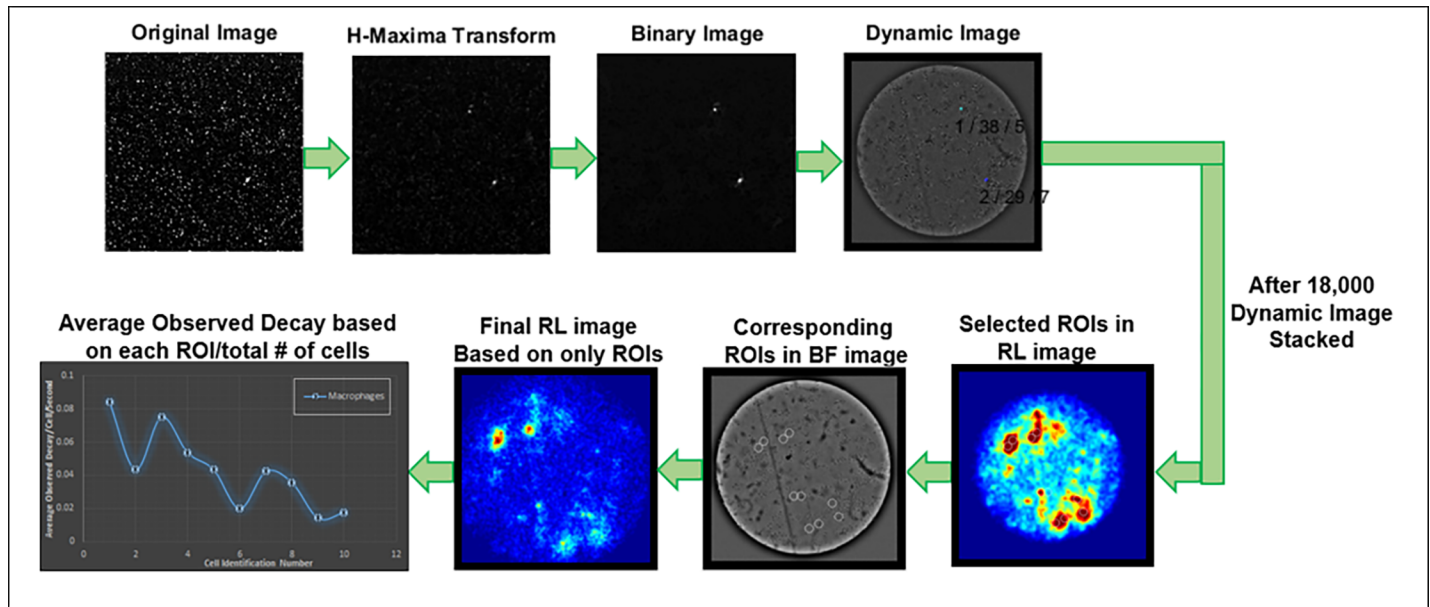 Original Image
H-Maxima Transform
Binary Image
Dynamic Image
1 / 38 / 5
2 / 29 / 7
After 18,000
Dynamic Image
Stacked
Selected ROIs in
RL image
Corresponding
ROIs in BF image
Final RL image
Based on only ROIs
Average Observed Decay based
on each ROI/total # of cells
Average Observed Decay/Cell/Second
0.1
0.08
0.06
0.04
0.02
0
Macrophages
0 2 4 6 8 10 12
Cell Identification Number